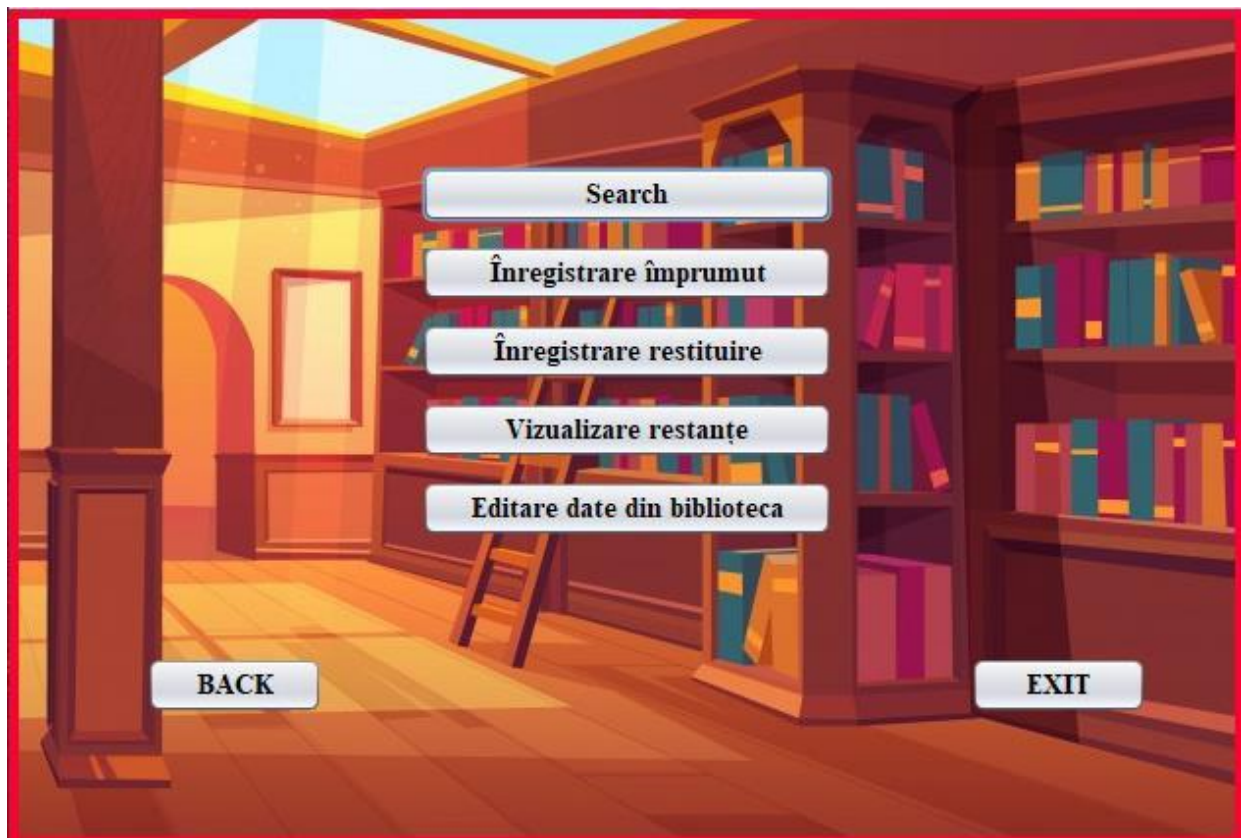 Search
Înregistrare împrumut
Înregistrare restituire
Vizualizare restanțe
Editare date din biblioteca
BACK
EXIT